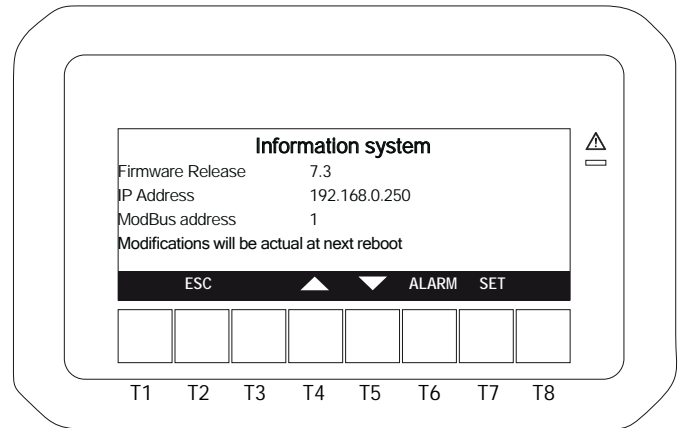 Information system
Firmware Release 7.3
IP Address 192.168.0.250
ModBus address 1
Modifications will be actual at next reboot
ESC ALARM SET
T1 T2 T3 T4 T5 T6 T7 T8